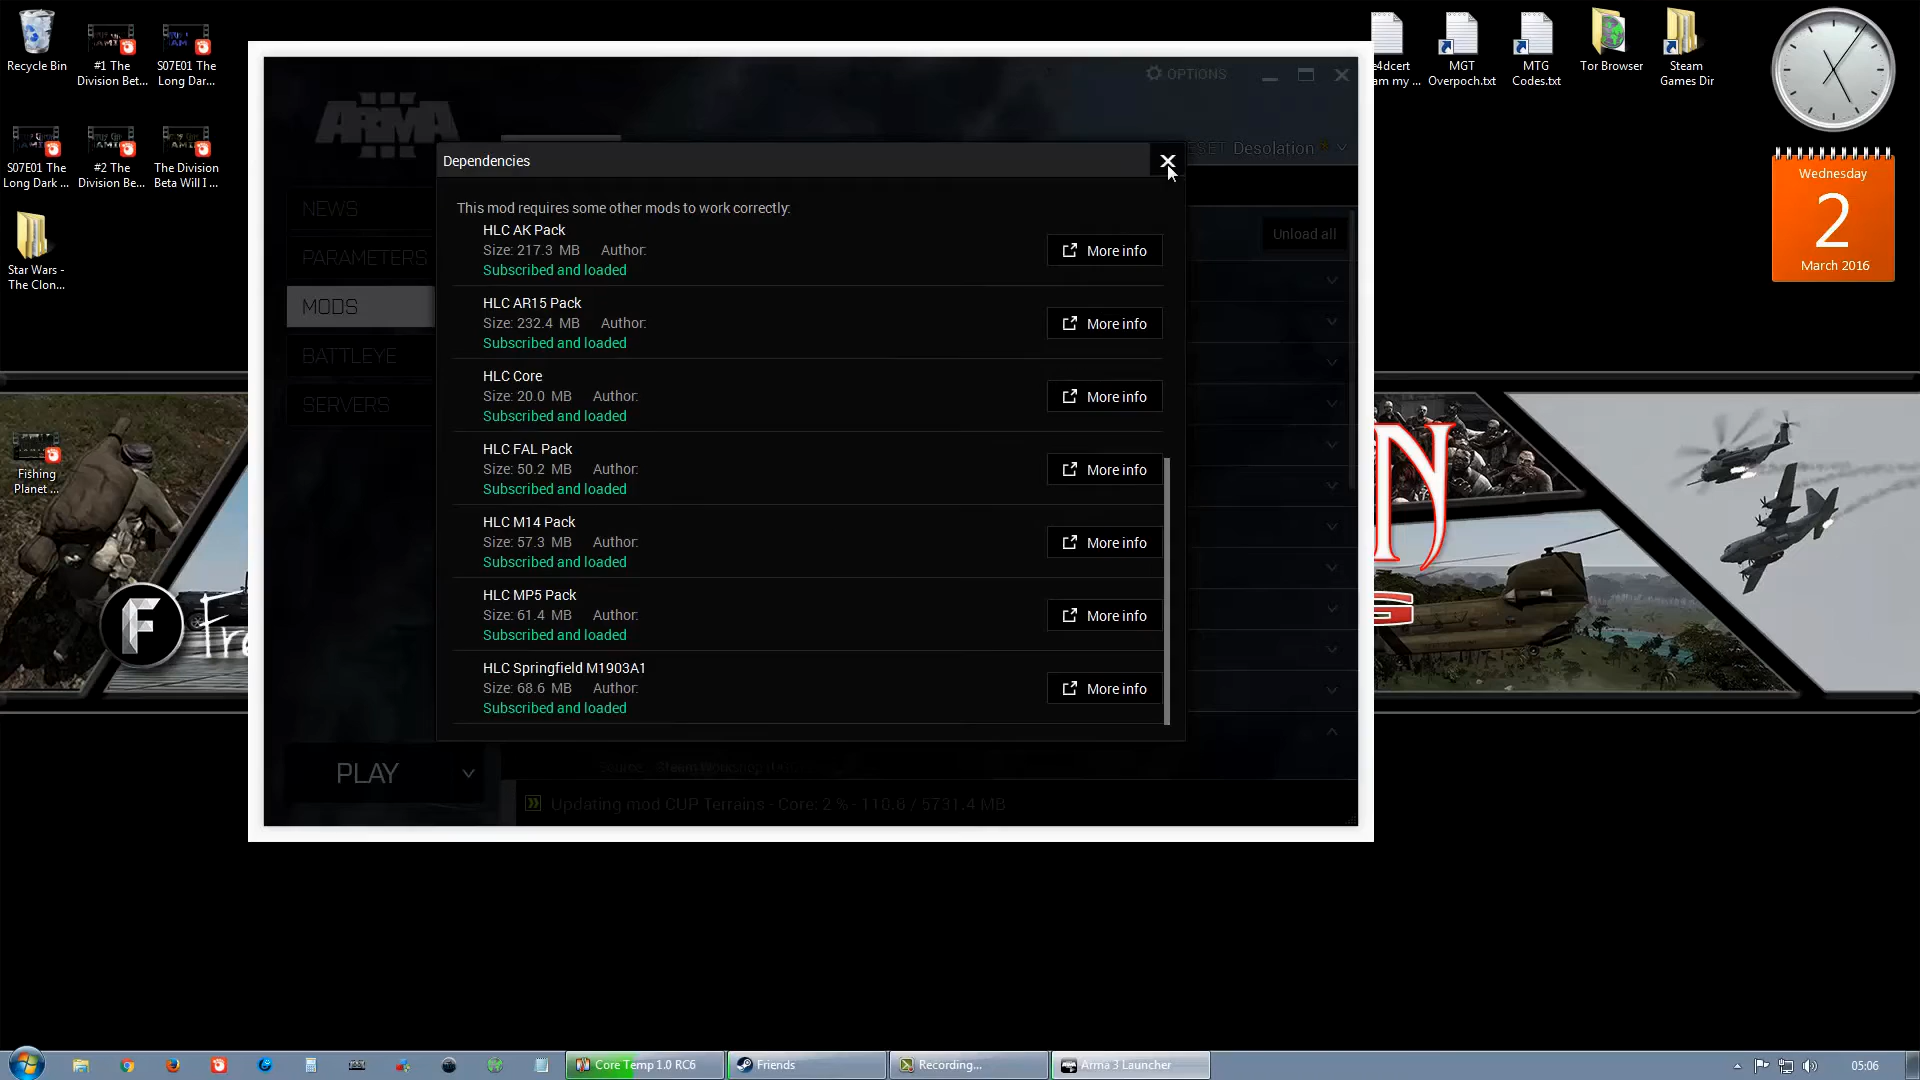 Recycle Bin
#1 The
Division Bet...
S07E01 The
Long Dar...
S07E01 The
Long Dark ...
#2 The
Division Be...
The Division
Beta Will I ...
Star Wars -
The Clon...
Fishing
Planet ...
e4dcert
am my ...
MGT
Overpoch.txt
MTG
Codes.txt
Tor Browser
Steam
Games Dir
Wednesday
2
March 2016
OPTIONS
ARMA III
Desolation
NEWS
PARAMETERS
MODS
BATTLEYE
SERVERS
Unload all
Dependencies
This mod requires some other mods to work correctly:
HLC AK Pack
Size: 217.3 MB Author:
Subscribed and loaded
More info
HLC AR15 Pack
Size: 232.4 MB Author:
Subscribed and loaded
More info
HLC Core
Size: 20.0 MB Author:
Subscribed and loaded
More info
HLC FAL Pack
Size: 50.2 MB Author:
Subscribed and loaded
More info
HLC M14 Pack
Size: 57.3 MB Author:
Subscribed and loaded
More info
HLC MP5 Pack
Size: 61.4 MB Author:
Subscribed and loaded
More info
HLC Springfield M1903A1
Size: 68.6 MB Author:
Subscribed and loaded
More info
PLAY
Updating mod CUP Terrains - Core: 2 % - 110.6 / 5731.4 MB
F
Fr
N
Core Temp 1.0 RC6
Friends
Recording...
Arma 3 Launcher
05:06